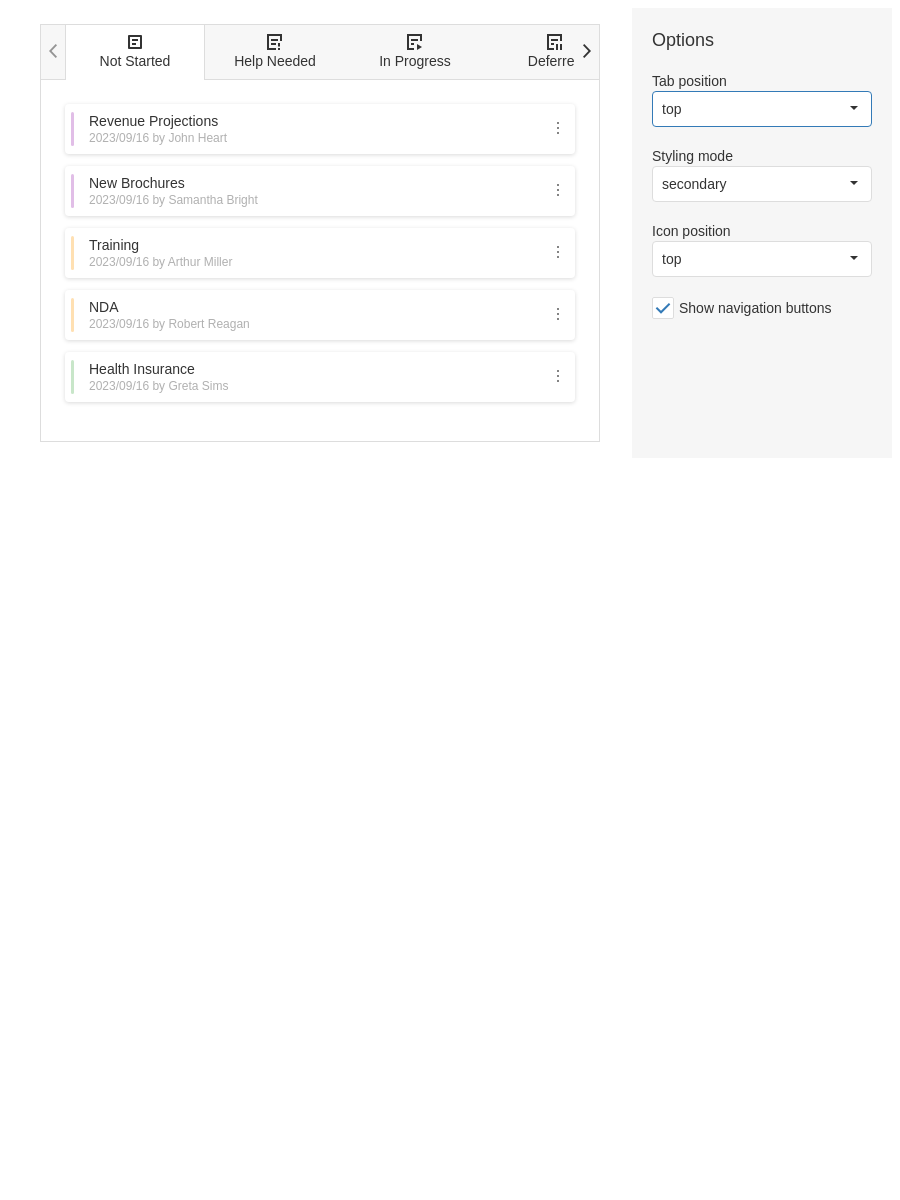 Not Started
Help Needed
In Progress
Deferre
Revenue Projections
2023/09/16 by John Heart
New Brochures
2023/09/16 by Samantha Bright
Training
2023/09/16 by Arthur Miller
NDA
2023/09/16 by Robert Reagan
Health Insurance
2023/09/16 by Greta Sims
Options
Tab position
top
Styling mode
secondary
Icon position
top
Show navigation buttons